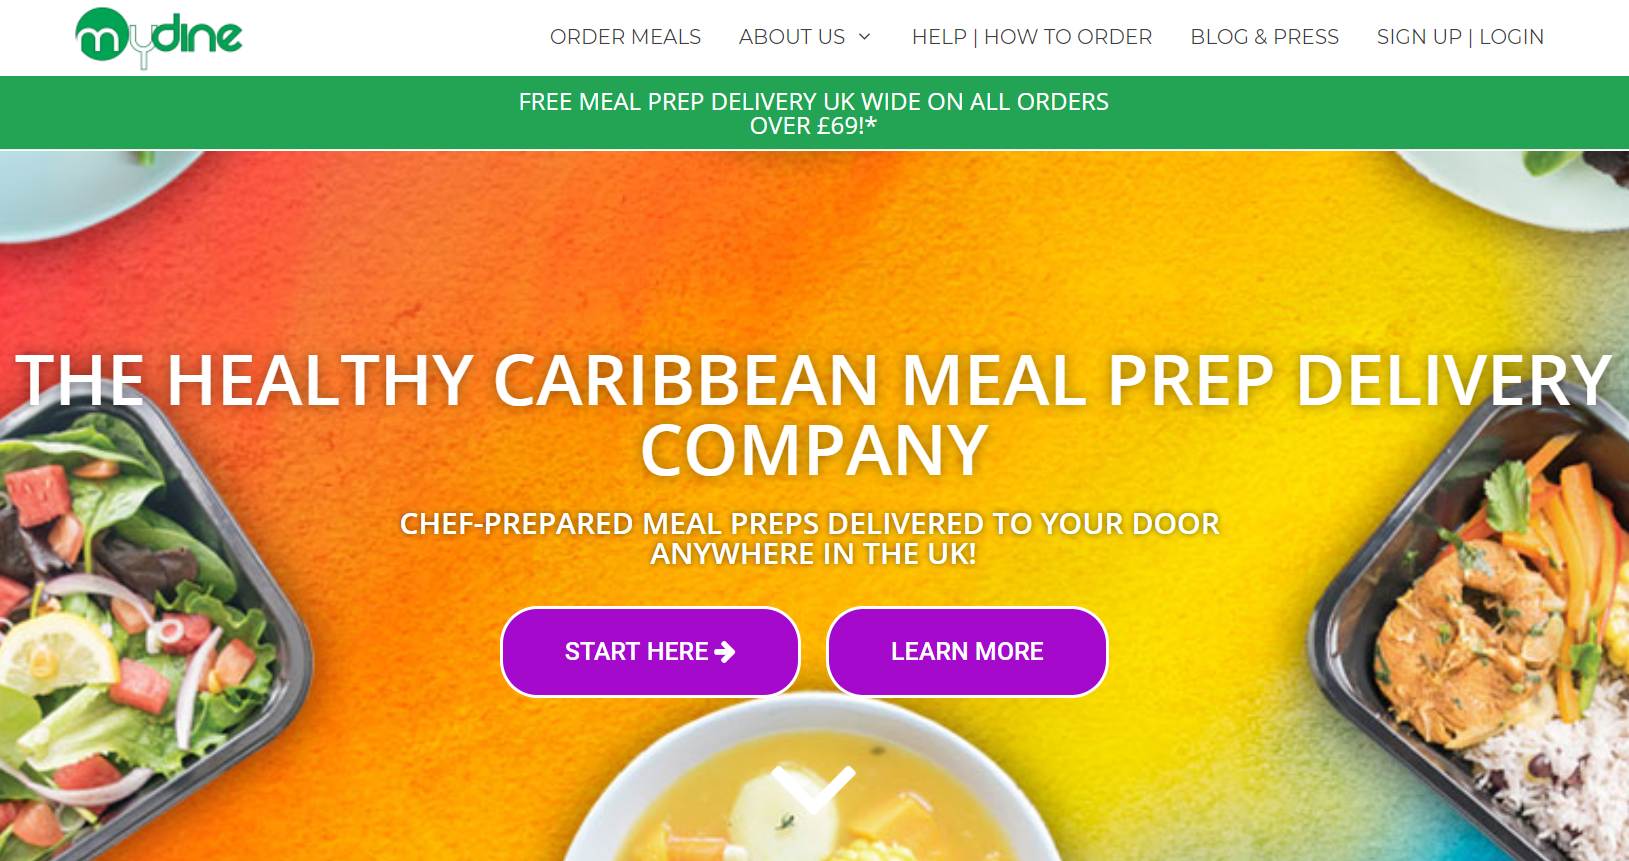 mydine
ORDER MEALS
ABOUT US
HELP | HOW TO ORDER
BLOG & PRESS
SIGN UP | LOGIN
FREE MEAL PREP DELIVERY UK WIDE ON ALL ORDERS
OVER £69!*
THE HEALTHY CARIBBEAN MEAL PREP DELIVERY
COMPANY
CHEF-PREPARED MEAL PREPS DELIVERED TO YOUR DOOR
ANYWHERE IN THE UK!
START HERE
LEARN MORE